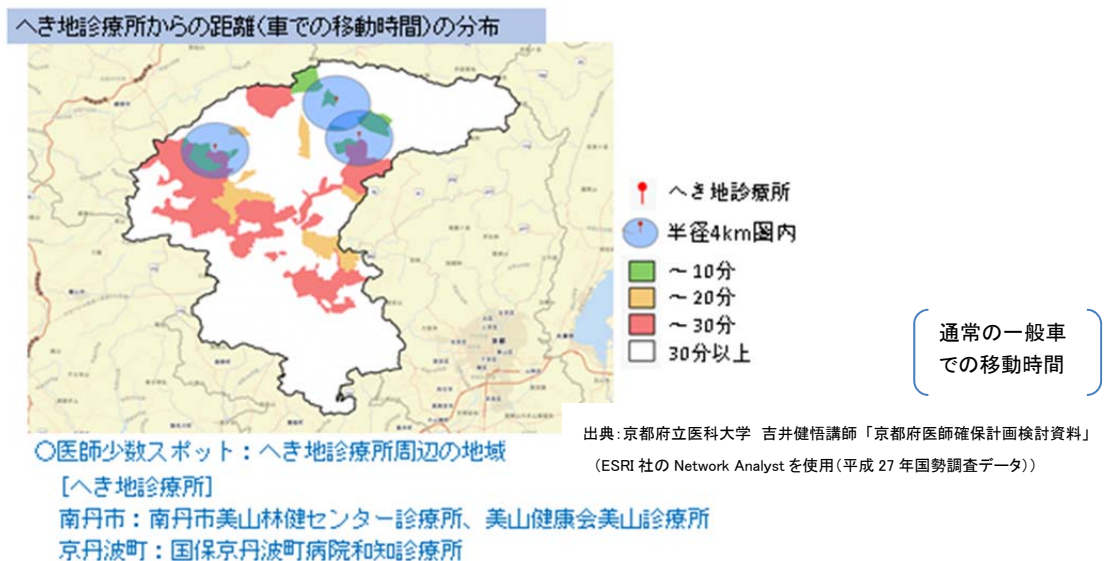 へき地診療所からの距離(車での移動時間)の分布
へき地診療所
半径4km圏内
～10分
～20分
～30分
30分以上
通常の一般車
での移動時間
出典:京都府立医科大学 吉井健悟講師「京都府医師確保計画検討資料」
（ESRI 社の Network Analyst を使用(平成 27 年国勢調査データ)）
○医師少数スポット：へき地診療所周辺の地域
[へき地診療所]
南丹市：南丹市美山林健センター診療所、美山健康会美山診療所
京丹波町：国保京丹波町病院和知診療所